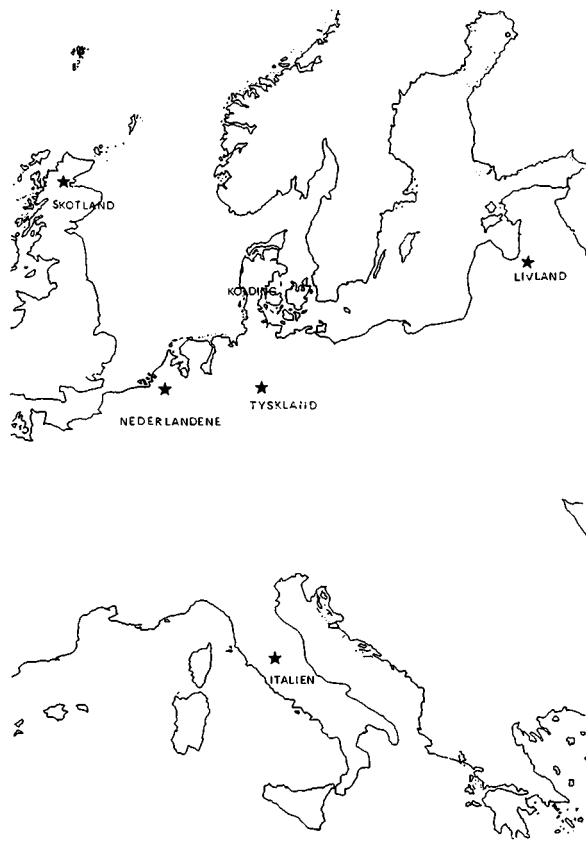 SKOTLAND
LIVLAND
KOLDING
TYSKLAND
NEDERLANDENE
ITALIEN